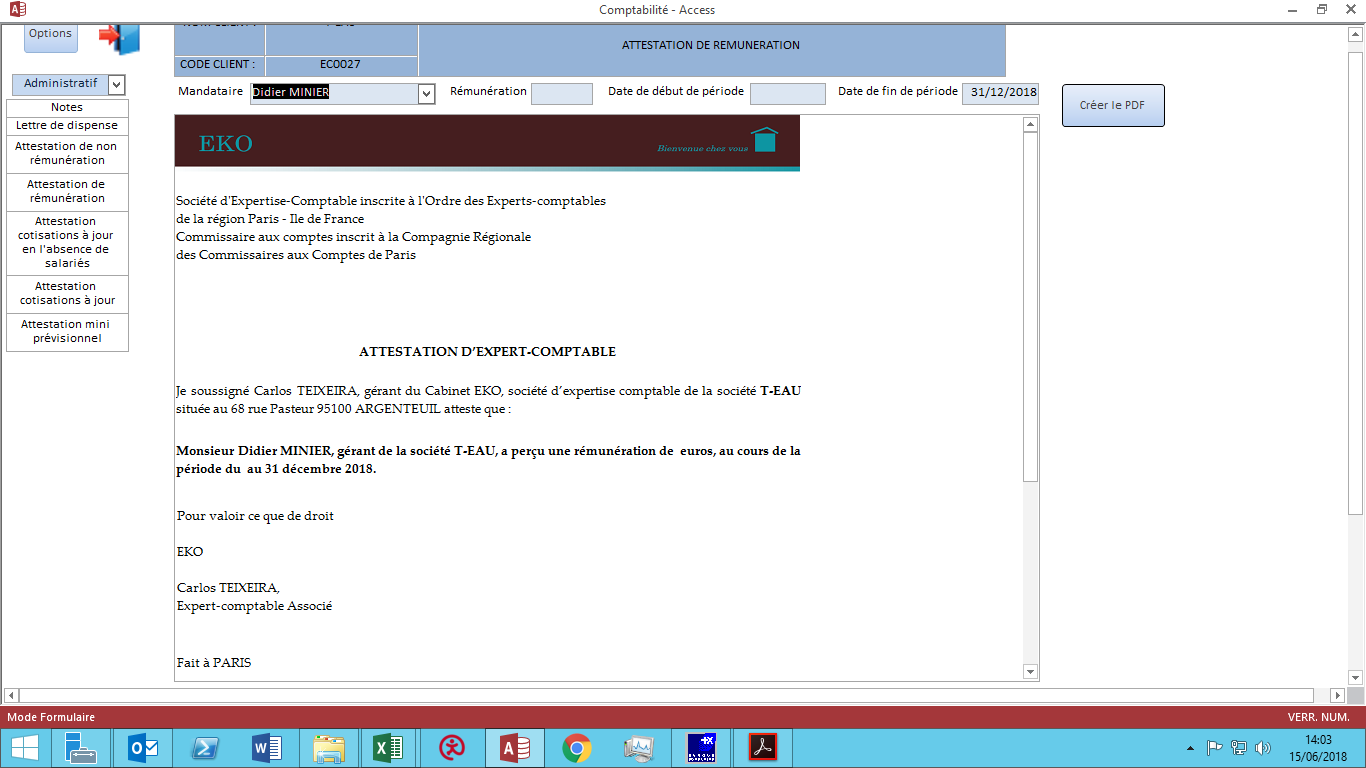 Comptabilité - Access
Options
ATTESTATION DE REMUNERATION
CODE CLIENT :
EC0027
Administratif
Mandataire
Didier MINIER
Rémunération
Date de début de période
Date de fin de période
31/12/2018
Créer le PDF
Notes
Lettre de dispense
Attestation de non
rémunération
Attestation de
rémunération
Attestation
cotisations à jour
en l'absence de
salariés
Attestation
cotisations à jour
Attestation mini
prévisionnel
EKO
Bienvenue chez vous
Société d'Expertise-Comptable inscrite à l'Ordre des Experts-comptables
de la région Paris - Ile de France
Commissaire aux comptes inscrit à la Compagnie Régionale
des Commissaires aux Comptes de Paris
ATTESTATION D’EXPERT-COMPTABLE
Je soussigné Carlos TEIXEIRA, gérant du Cabinet EKO, société d’expertise comptable de la société T-EAU
située au 68 rue Pasteur 95100 ARGENTEUIL atteste que :
Monsieur Didier MINIER, gérant de la société T-EAU, a perçu une rémunération de euros, au cours de la
période du au 31 décembre 2018.
Pour valoir ce que de droit
EKO
Carlos TEIXEIRA,
Expert-comptable Associé
Fait à PARIS
Mode Formulaire
VERR. NUM.
14:03
15/06/2018